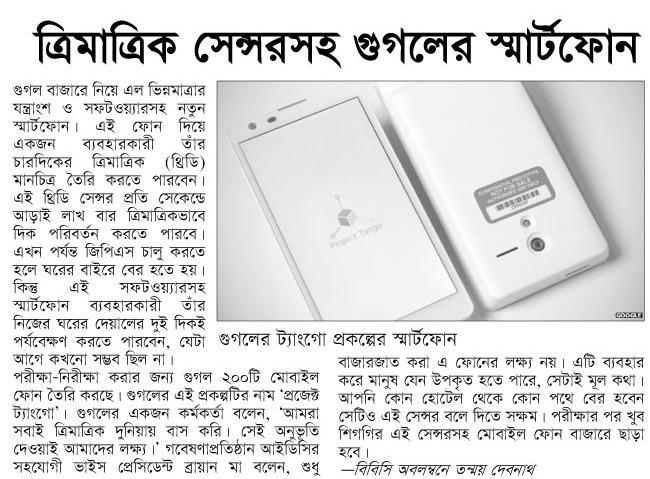 ত্রিমাত্রিক সেন্সরসহ গুগলের স্মার্টফোন
গুগল বাজারে নিয়ে এল ভিন্নমাত্রার
যন্ত্রাংশ ও সফটওয়্যারসহ নতুন
স্মার্টফোন। এই ফোন দিয়ে
একজন ব্যবহারকারী তাঁর
চারদিকের ত্রিমাত্রিক (থ্রিডি)
মানচিত্র তৈরি করতে পারবেন।
এই থ্রিডি সেন্সর প্রতি সেকেন্ডে
আড়াই লাখ বার ত্রিমাত্রিকভাবে
দিক পরিবর্তন করতে পারবে।
এখন পর্যন্ত জিপিএস চালু করতে
হলে ঘরের বাইরে বের হতে হয়।
কিন্তু এই সফটওয়্যারসহ
স্মার্টফোন ব্যবহারকারী তাঁর
নিজের ঘরের দেয়ালের দুই দিকই
পর্যবেক্ষণ করতে পারবেন, যেটা
আগে কখনো সম্ভব ছিল না।
পরীক্ষা-নিরীক্ষা করার জন্য গুগল ২০০টি মোবাইল
ফোন তৈরি করছে। গুগলের এই প্রকল্পটির নাম ‘প্রজেক্ট
ট্যাংগো’। গুগলের একজন কর্মকর্তা বলেন, ‘আমরা
সবাই ত্রিমাত্রিক দুনিয়ায় বাস করি। সেই অনুভূতি
দেওয়াই আমাদের লক্ষ্য।’ গবেষণাপ্রতিষ্ঠান আইডিসির
সহযোগী ভাইস প্রেসিডেন্ট ব্রায়ান মা বলেন, শুধু
Project Tango
CONFIDENTIAL PROTOTYPE
NOT FOR SALE
AUTHORIZED USE ONLY
GOOGLE
গুগলের ট্যাংগো প্রকল্পের স্মার্টফোন
বাজারজাত করা এ ফোনের লক্ষ্য নয়। এটি ব্যবহার
করে মানুষ যেন উপকৃত হতে পারে, সেটাই মূল কথা।
আপনি কোন হোটেল থেকে কোন পথে বের হবেন
সেটিও এই সেন্সর বলে দিতে সক্ষম। পরীক্ষার পর খুব
শিগগির এই সেন্সরসহ মোবাইল ফোন বাজারে ছাড়া
হবে।
—বিবিসি অবলম্বনে তন্ময় দেবনাথ